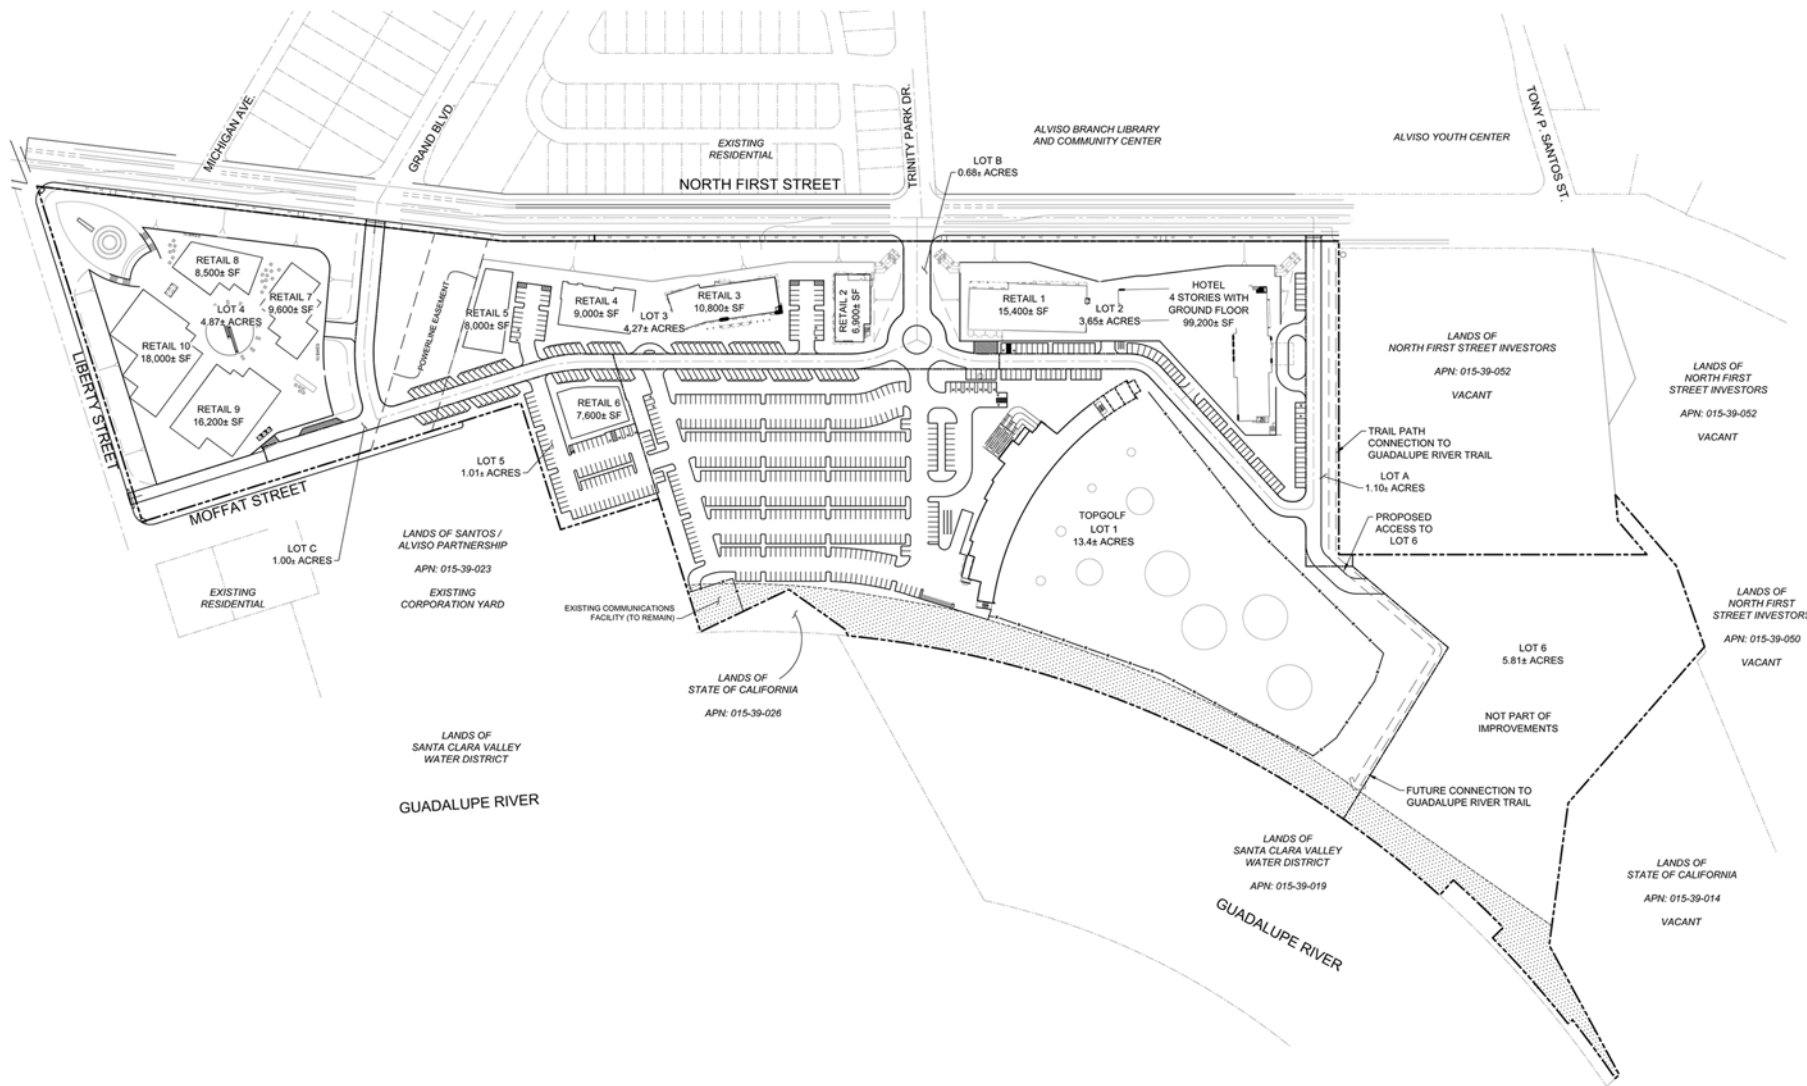 MICHIGAN AVE.
GRAND BLVD.
EXISTING
RESIDENTIAL
NORTH FIRST STREET
TRINITY PARK DR.
LOT B
0.68± ACRES
ALVISO BRANCH LIBRARY
AND COMMUNITY CENTER
ALVISO YOUTH CENTER
TONY P. SANTOS ST.
RETAIL 8
8,500± SF
RETAIL 7
9,600± SF
LOT 4
4.87± ACRES
RETAIL 10
18,000± SF
RETAIL 9
16,200± SF
LIBERTY STREET
MOFFAT STREET
POWERLINE EASEMENT
RETAIL 5
8,000± SF
RETAIL 4
9,000± SF
LOT 3
4.27± ACRES
RETAIL 3
10,800± SF
RETAIL 2
6,900± SF
RETAIL 1
15,400± SF
LOT 2
3.65± ACRES
HOTEL
4 STORIES WITH
GROUND FLOOR
99,200± SF
RETAIL 6
7,600± SF
LOT 5
1.01± ACRES
LOT C
1.00± ACRES
EXISTING
RESIDENTIAL
LANDS OF SANTOS /
ALVISO PARTNERSHIP
APN: 015-39-023
EXISTING
CORPORATION YARD
EXISTING COMMUNICATIONS
FACILITY (TO REMAIN)
TOPGOLF
LOT 1
13.4± ACRES
LANDS OF
NORTH FIRST STREET INVESTORS
APN: 015-39-052
VACANT
LANDS OF
NORTH FIRST
STREET INVESTORS
APN: 015-39-052
VACANT
TRAIL PATH
CONNECTION TO
GUADALUPE RIVER TRAIL
LOT A
1.10± ACRES
PROPOSED
ACCESS TO
LOT 6
LANDS OF
NORTH FIRST
STREET INVESTORS
APN: 015-39-050
VACANT
LOT 6
5.81± ACRES
NOT PART OF
IMPROVEMENTS
LANDS OF
STATE OF CALIFORNIA
APN: 015-39-026
LANDS OF
SANTA CLARA VALLEY
WATER DISTRICT
GUADALUPE RIVER
FUTURE CONNECTION TO
GUADALUPE RIVER TRAIL
LANDS OF
SANTA CLARA VALLEY
WATER DISTRICT
APN: 015-39-019
GUADALUPE RIVER
LANDS OF
STATE OF CALIFORNIA
APN: 015-39-014
VACANT